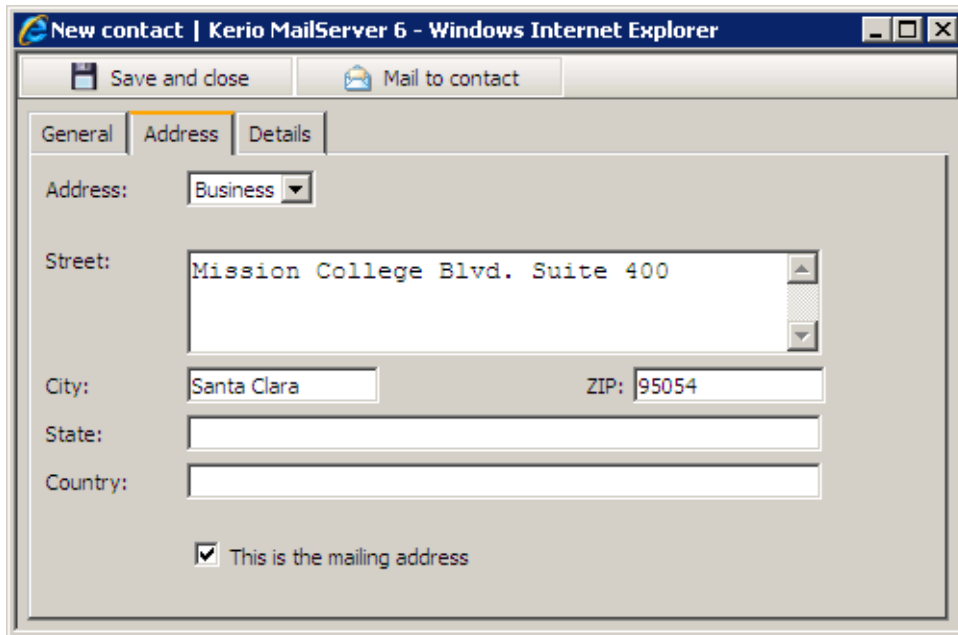 New contact | Kerio MailServer 6 - Windows Internet Explorer
Save and close Mail to contact
General Address Details
Address: Business
Street: Mission College Blvd. Suite 400
City: Santa Clara ZIP: 95054
State:
Country:
This is the mailing address